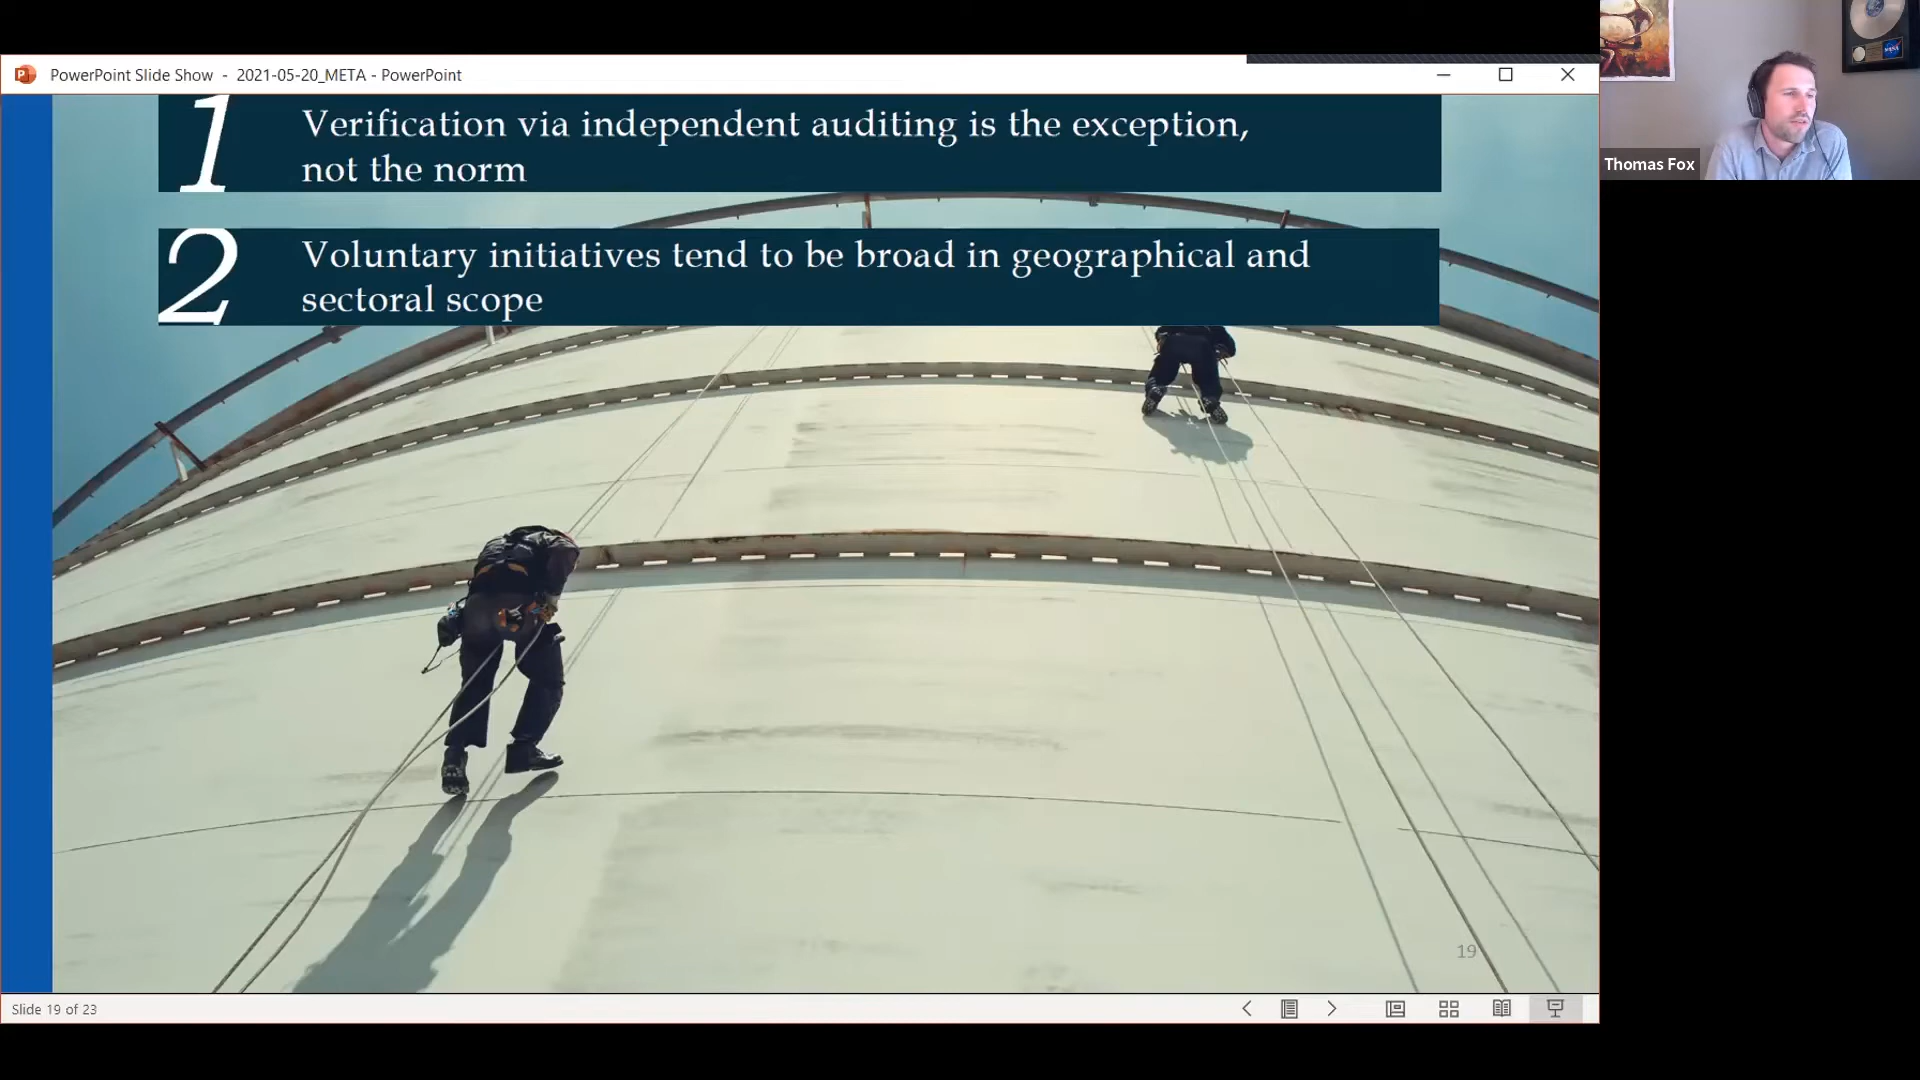 PowerPoint Slide Show - 2021-05-20_META - PowerPoint
1
Verification via independent auditing is the exception,
not the norm
2
Voluntary initiatives tend to be broad in geographical and
sectoral scope
19
Slide 19 of 23
Thomas Fox
NASA